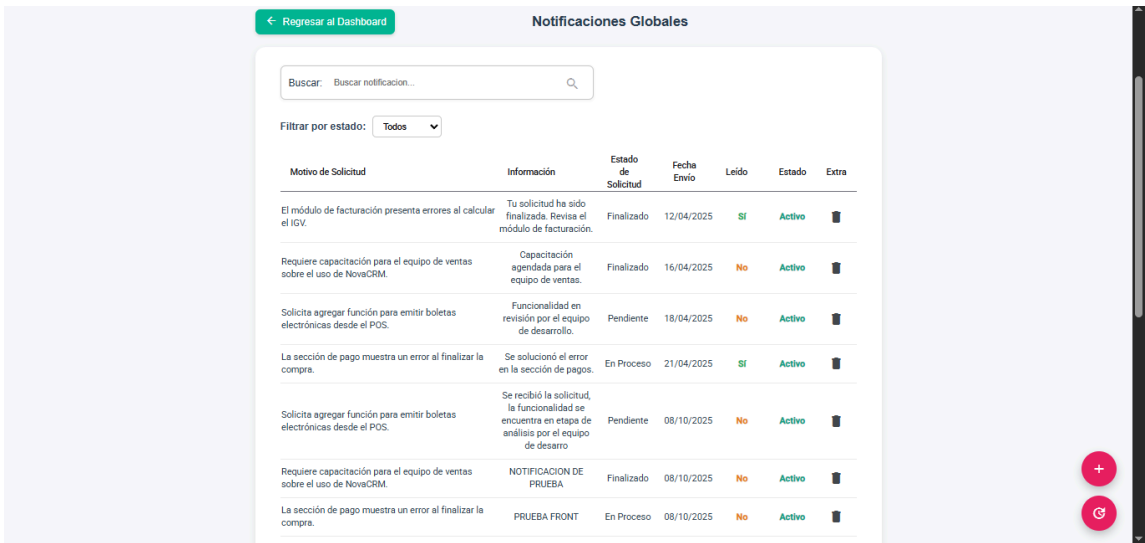 Regresar al Dashboard
Notificaciones Globales
Buscar: Buscar notificacion...
Filtrar por estado: Todos
Motivo de Solicitud
Información
Estado
de
Solicitud
Fecha
Envío
Leído
Estado
Extra
El módulo de facturación presenta errores al calcular
el IGV.
Tu solicitud ha sido
finalizada. Revisa el
módulo de facturación.
Finalizado
12/04/2025
Sí
Activo
Requiere capacitación para el equipo de ventas
sobre el uso de NovaCRM.
Capacitación
agendada para el
equipo de ventas.
Finalizado
16/04/2025
No
Activo
Solicita agregar función para emitir boletas
electrónicas desde el POS.
Funcionalidad en
revisión por el equipo
de desarrollo.
Pendiente
18/04/2025
No
Activo
La sección de pago muestra un error al finalizar la
compra.
Se solucionó el error
en la sección de pagos.
En Proceso
21/04/2025
Sí
Activo
Solicita agregar función para emitir boletas
electrónicas desde el POS.
Se recibió la solicitud,
la funcionalidad se
encuentra en etapa de
análisis por el equipo
de desarro
Pendiente
08/10/2025
No
Activo
Requiere capacitación para el equipo de ventas
sobre el uso de NovaCRM.
NOTIFICACION DE
PRUEBA
Finalizado
08/10/2025
No
Activo
La sección de pago muestra un error al finalizar la
compra.
PRUEBA FRONT
En Proceso
08/10/2025
No
Activo